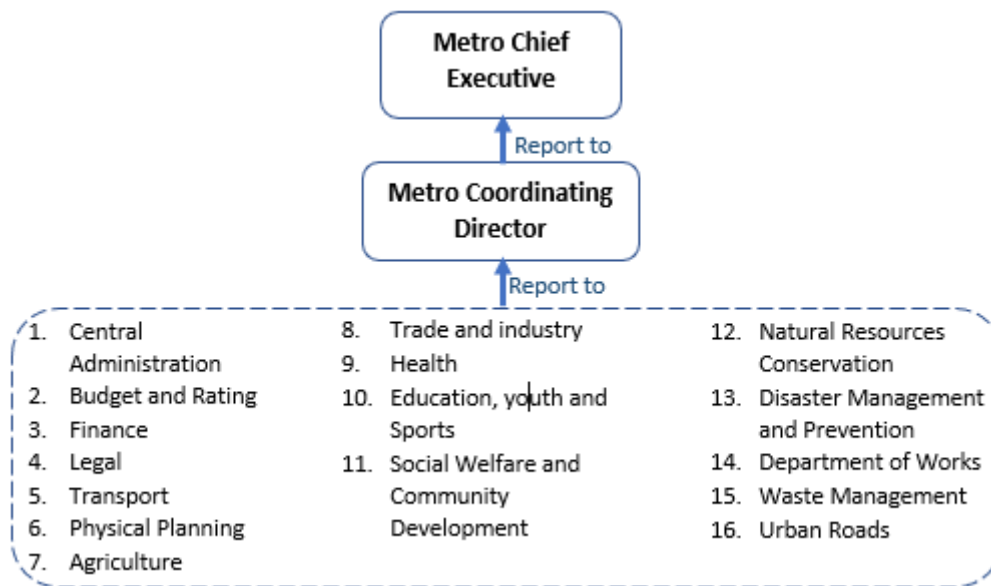 Metro Chief
Executive
Report to
Metro Coordinating
Director
Report to
1. Central
Administration
2. Budget and Rating
3. Finance
4. Legal
5. Transport
6. Physical Planning
7. Agriculture
8. Trade and industry
9. Health
10. Education, youth and
Sports
11. Social Welfare and
Community
Development
12. Natural Resources
Conservation
13. Disaster Management
and Prevention
14. Department of Works
15. Waste Management
16. Urban Roads